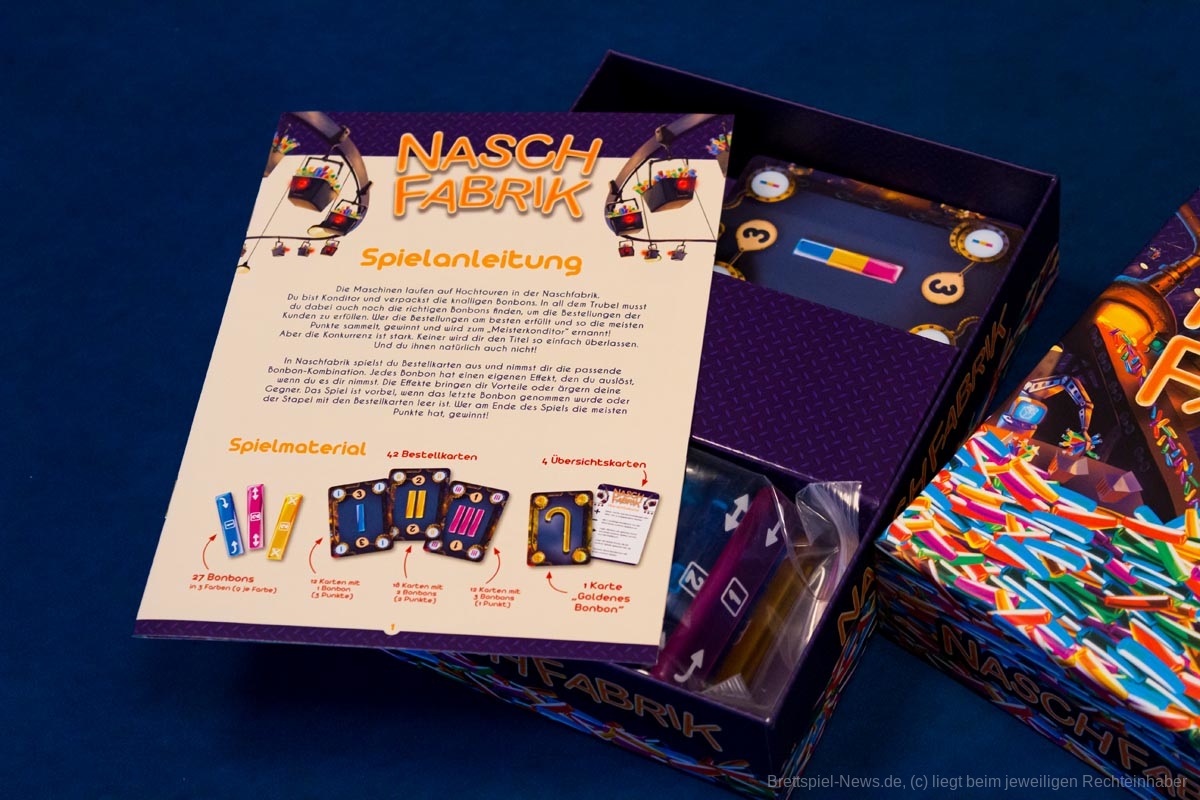 NASCH
FABRIK
Spielanleitung
Die Maschinen laufen auf Hochtouren in der Naschfabrik.
Du bist Konditor und verpackst die knalligen Bonbons. In all dem Trubel musst
du dabei auch noch die richtigen Bonbons finden, um die Bestellungen der
Kunden zu erfüllen. Wer die Bestellungen am besten erfüllt und so die meisten
Punkte sammelt, gewinnt und wird zum „Meisterkonditor" ernannt!
Aber die Konkurrenz ist stark. Keiner wird dir den Titel so einfach überlassen.
Und du ihnen natürlich auch nicht!
In Naschfabrik spielst du Bestellkarten aus und nimmst dir die passende
Bonbon-Kombination. Jedes Bonbon hat einen eigenen Effekt, den du auslöst,
wenn du es dir nimmst. Die Effekte bringen dir Vorteile oder ärgern deine
Gegner. Das Spiel ist vorbei, wenn das letzte Bonbon genommen wurde oder
der Stapel mit den Bestellkarten leer ist. Wer am Ende des Spiels die meisten
Punkte hat, gewinnt!
Spielmaterial
42 Bestellkarten
4 Übersichtskarten
27 Bonbons
in 3 Farben (9 je Farbe)
12 Karten mit
1 Bonbon
(3 Punkte)
18 Karten mit
2 Bonbons
(2 Punkte)
12 Karten mit
3 Bonbons
(1 Punkt)
1 Karte
„Goldenes
Bonbon"
1
3
3
2
1
NASCHFABRIK
HFABRIK
NASCHFA
Brettspiel-News.de, (c) liegt beim jeweiligen Rechteinhaber